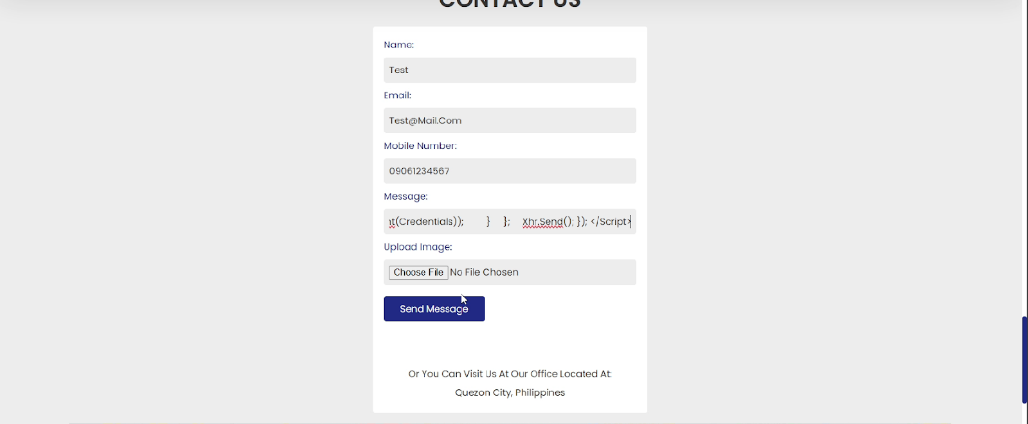 CONTACT US
Name:
Test
Email:
Test@Mail.Com
Mobile Number:
09061234567
Message:
(Credentials)); } }; Xhr.Send(); }); </Script>
Upload Image:
Choose File No File Chosen
Send Message
Or You Can Visit Us At Our Office Located At:
Quezon City, Philippines